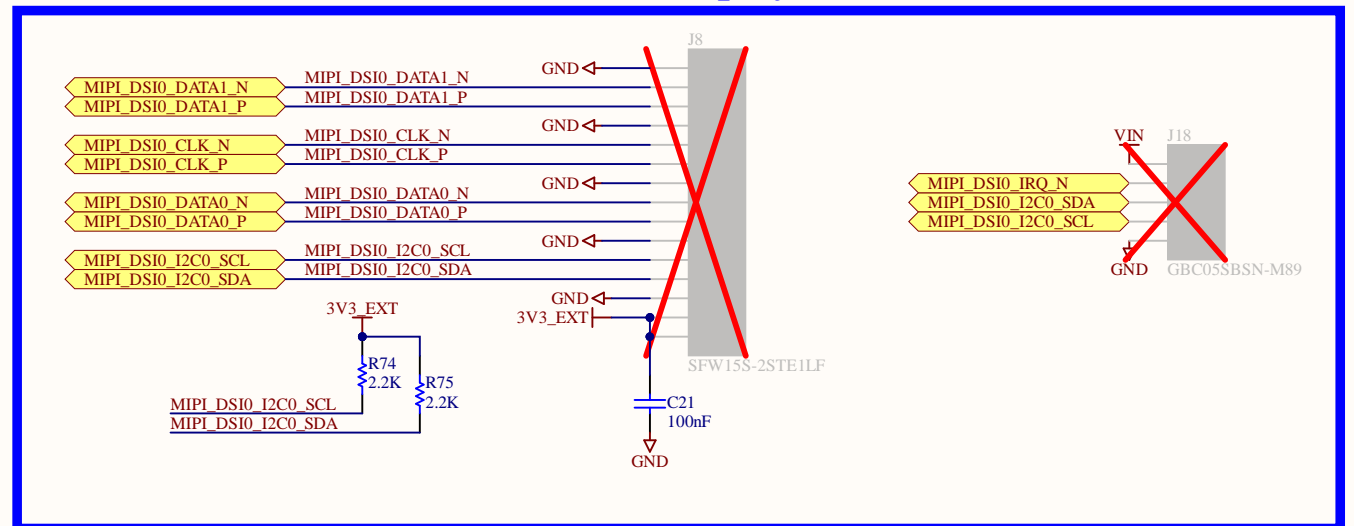 J8
GND
MIPI_DSI0_DATA1_N MIPI_DSI0_DATA1_N
MIPI_DSI0_DATA1_P MIPI_DSI0_DATA1_P
GND
MIPI_DSI0_CLK_N MIPI_DSI0_CLK_N
MIPI_DSI0_CLK_P MIPI_DSI0_CLK_P
GND
MIPI_DSI0_DATA0_N MIPI_DSI0_DATA0_N
MIPI_DSI0_DATA0_P MIPI_DSI0_DATA0_P
GND
MIPI_DSI0_I2C0_SCL MIPI_DSI0_I2C0_SCL
MIPI_DSI0_I2C0_SDA MIPI_DSI0_I2C0_SDA
GND
3V3_EXT
SFW15S-2STE1LF
3V3_EXT
R74
2.2K
R75
2.2K
MIPI_DSI0_I2C0_SCL
MIPI_DSI0_I2C0_SDA
C21
100nF
GND
VIN
J18
MIPI_DSI0_IRQ_N
MIPI_DSI0_I2C0_SDA
MIPI_DSI0_I2C0_SCL
GND
GBC05SBSN-M89